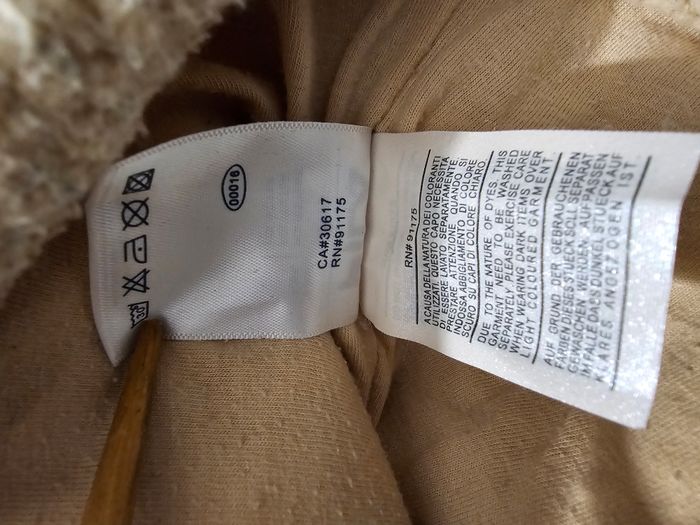 30°
00016
CA#30617
RN#91175
RN# 91175
A CAUSA DELLA NATURA DEI COLORANTI
UTILIZZATI QUESTO CAPO NECESSITA
DI ESSERE LAVATO SEPARATAMENTE.
PRESTARE ATTENZIONE QUANDO SI
INDOSSA ABBIGLIAMENTO DI COLORE
SCURO SU CAPI DI COLORE CHIARO.
DUE TO THE NATURE OF DYES, THIS
GARMENT NEED TO BE WASHED
SEPARATELY. PLEASE EXERCISE CARE
WHEN WEARING DARK ITEMS OVER
LIGHT COLOURED GARMENT.
AUF GRUND DER GEBRAUCHENEN
FARBEN DIESES STUECK SOLL SEPARAT
GEWASCHEN WERDEN. AUFPASSEN
IM FALLE DASS DUNKEL STUECK AUF
KLARES ANGEZOGEN IST.